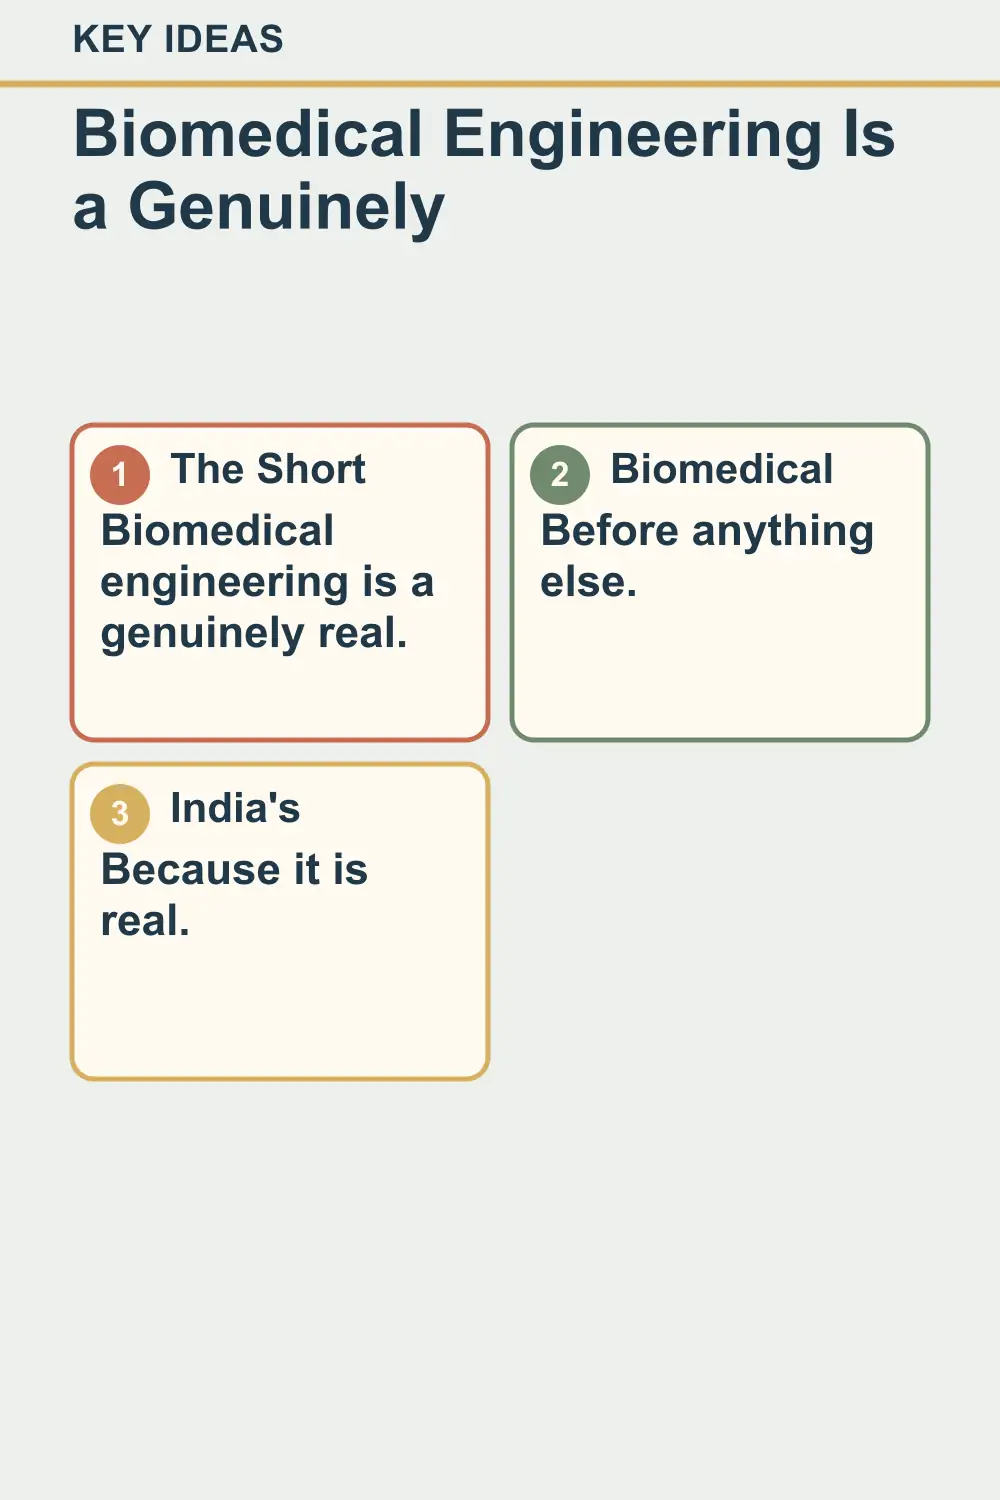 KEY IDEAS
Biomedical Engineering Is
a Genuinely
1 The Short
Biomedical
engineering is a
genuinely real.
2 Biomedical
Before anything
else.
3 India's
Because it is
real.